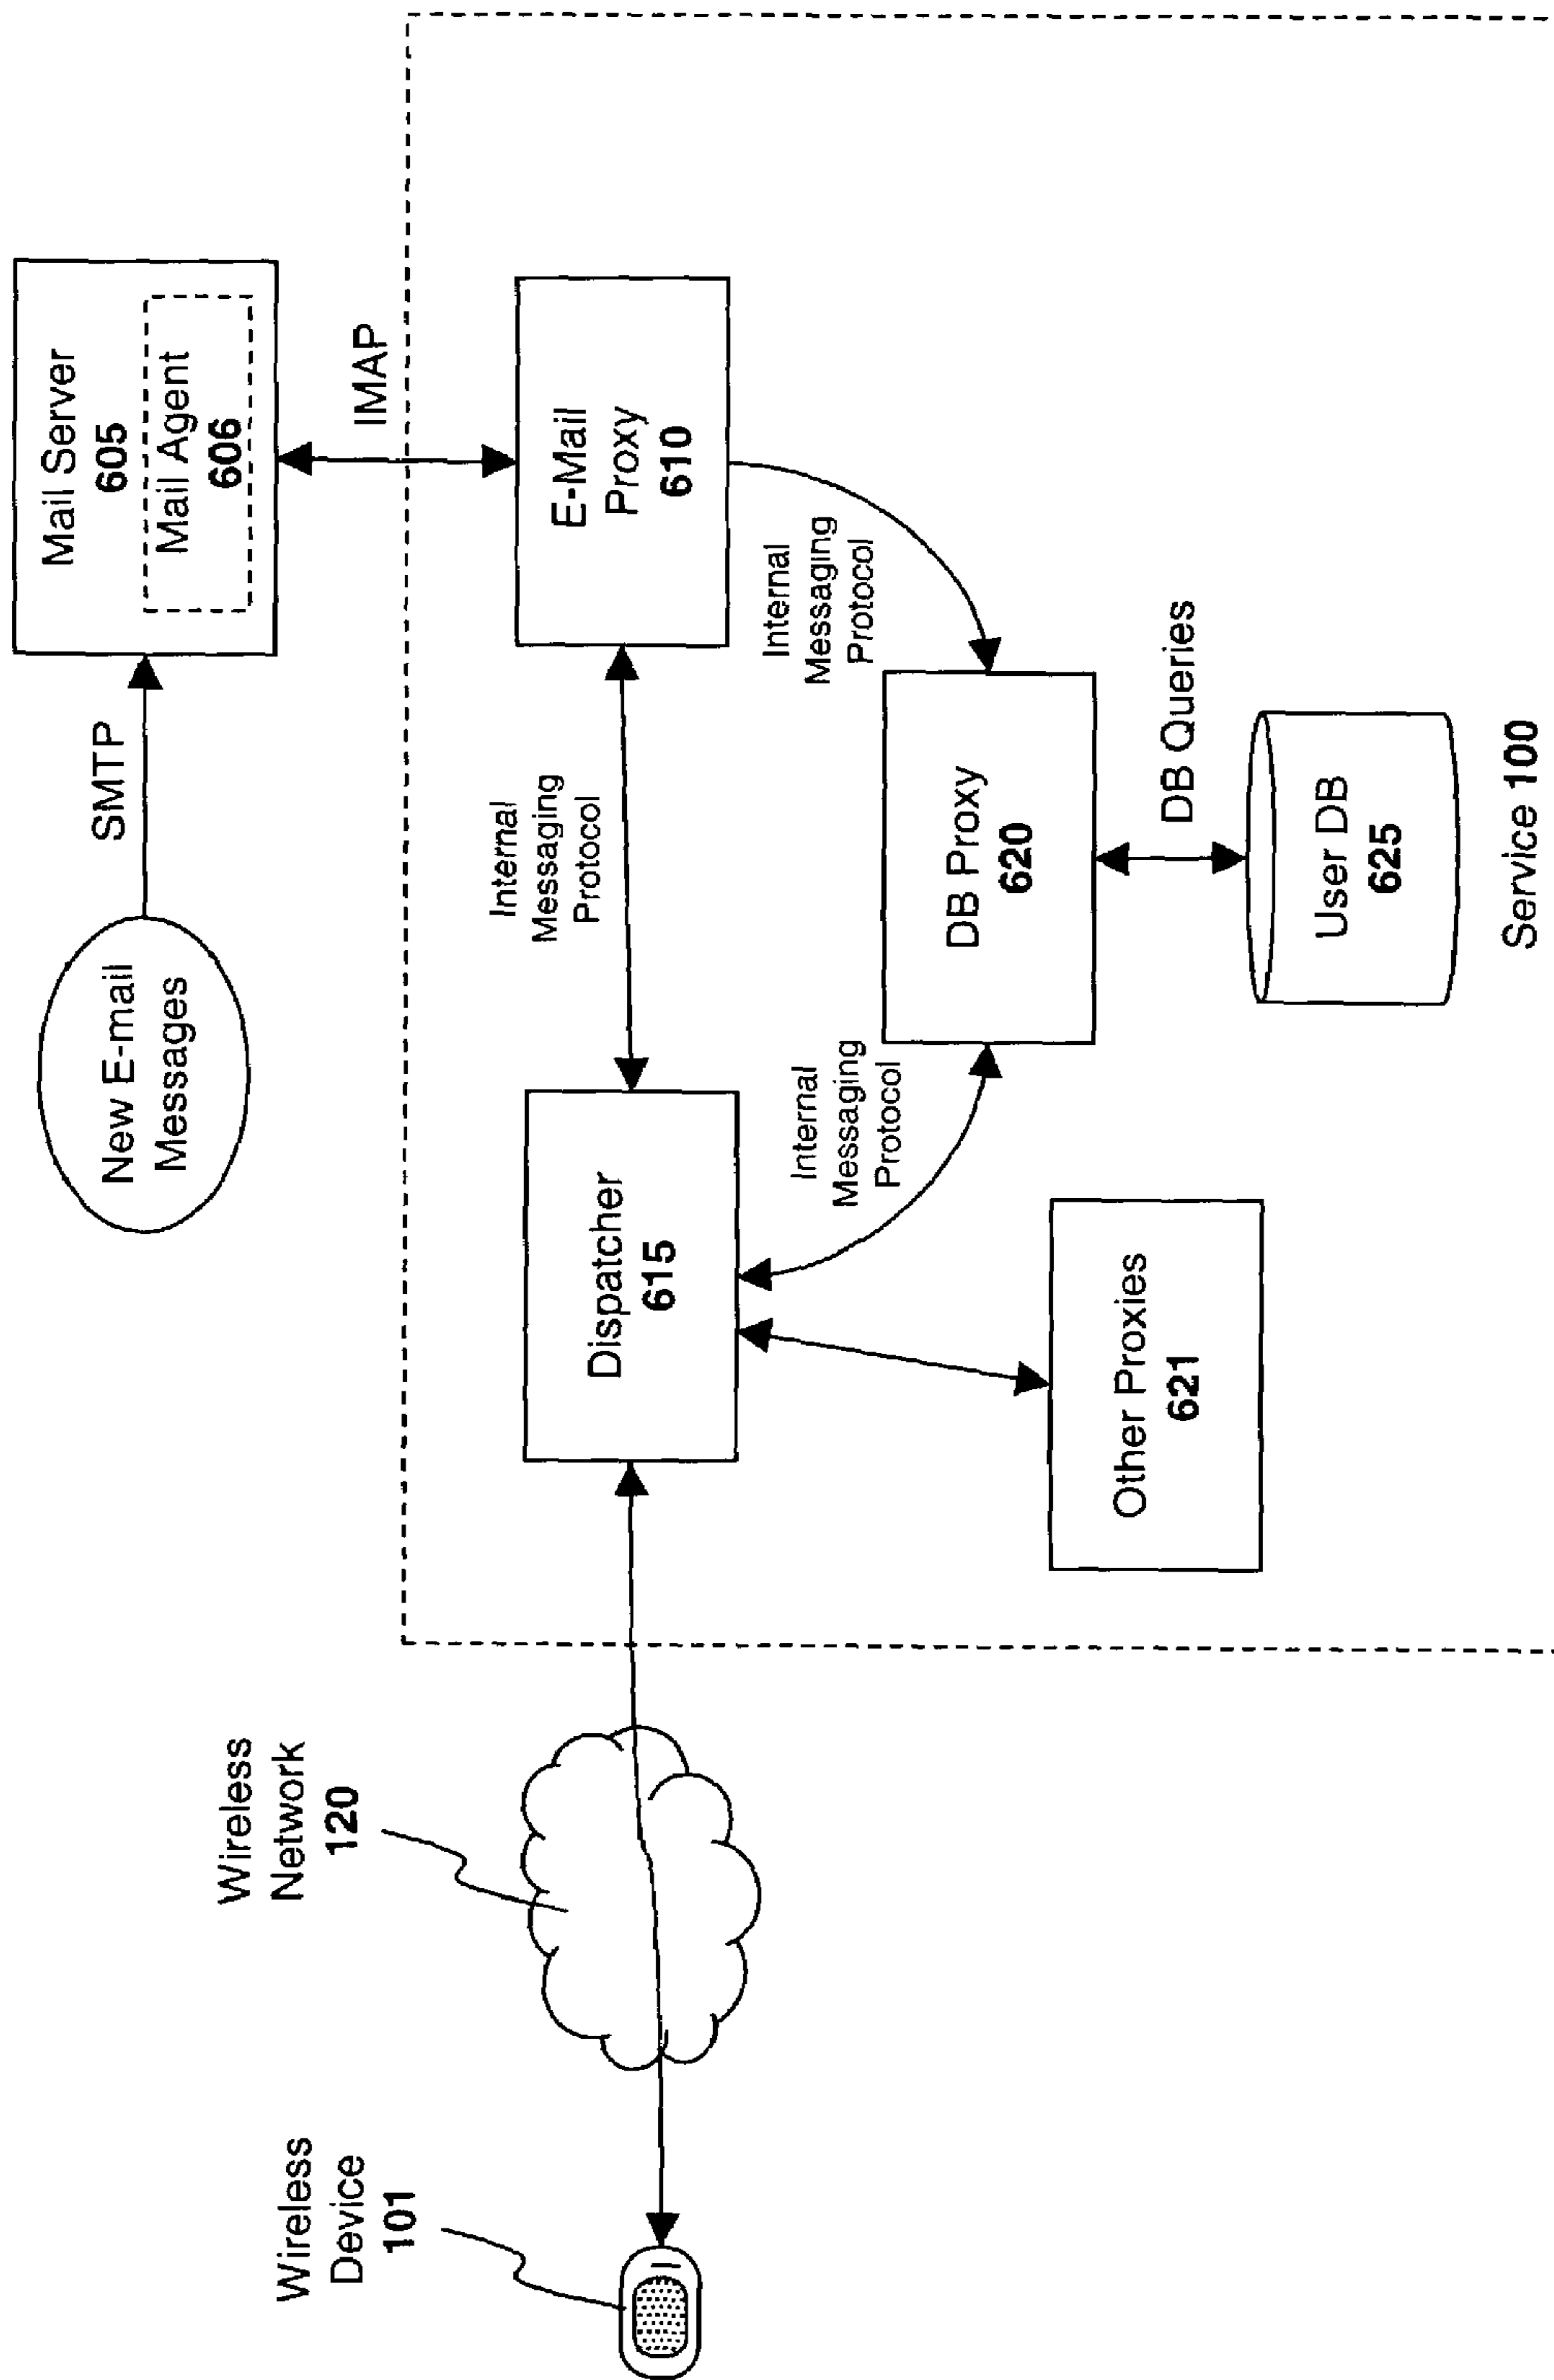 New E-mail
Messages
SMTP
Mail Server
605
Mail Agent
606
IMAP
Wireless
Network
120
Wireless
Device
101
Dispatcher
615
Internal
Messaging
Protocol
E-Mail
Proxy
610
Internal
Messaging
Protocol
Internal
Messaging
Protocol
DB Proxy
620
Other Proxies
621
DB Queries
User DB
625
Service 100